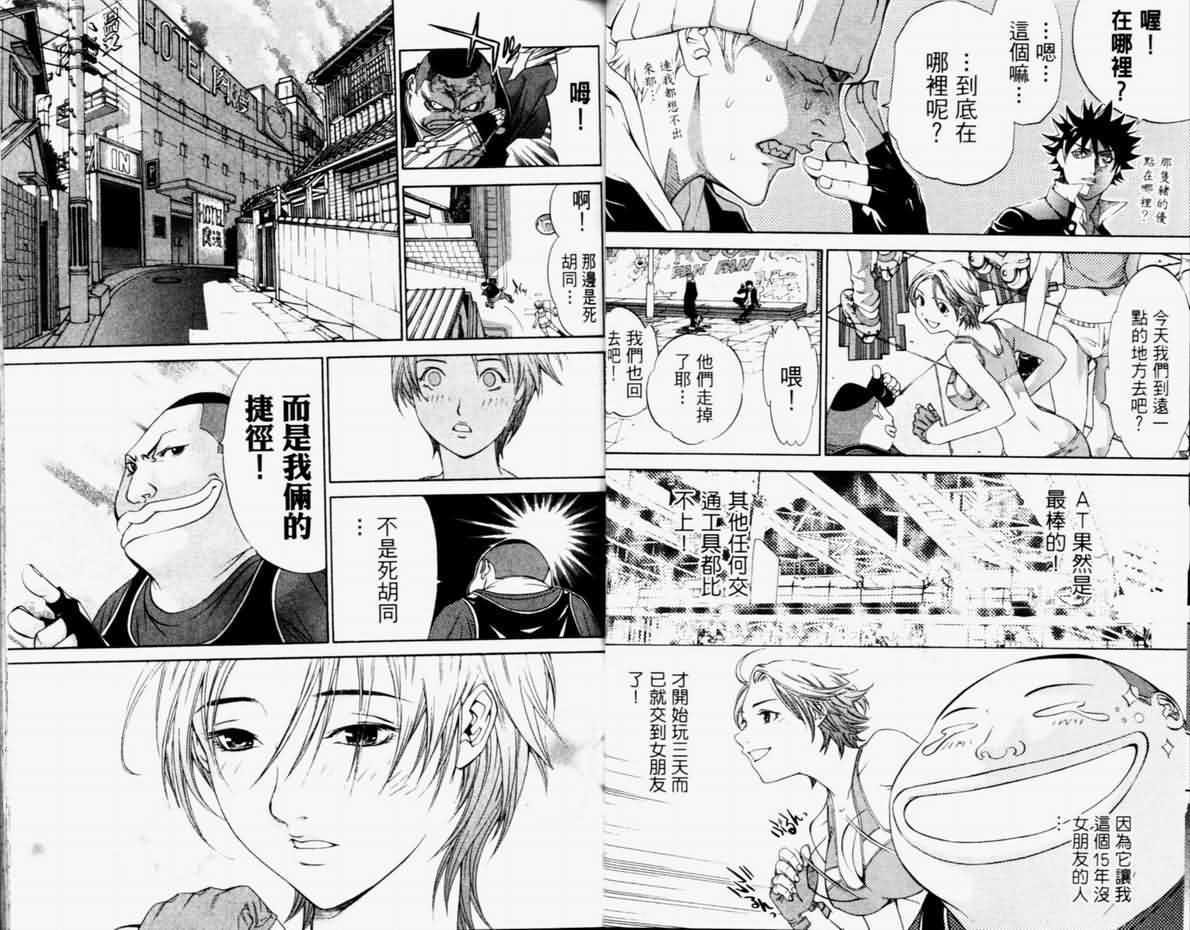 喔！
在哪裡？
…嗯…
這個嘛…
…到底在
哪裡呢？
連我都想不出
來耶…
那隻豬的優
點在哪裡？
今天我們到遠一
點的地方去吧？
喂！
他們走掉
了耶…
我們也回
去吧！
AT果然是
最棒的！
其他任何交
通工具都比
不上！
因為它讓我
這個15年沒
女朋友的人
…
才開始玩三天而
已就交到女朋友
了！
呣！
啊！
那邊是死
胡同…
HOTEL
IN
HOTEL
不是死胡同
…
而是我倆的
捷徑！